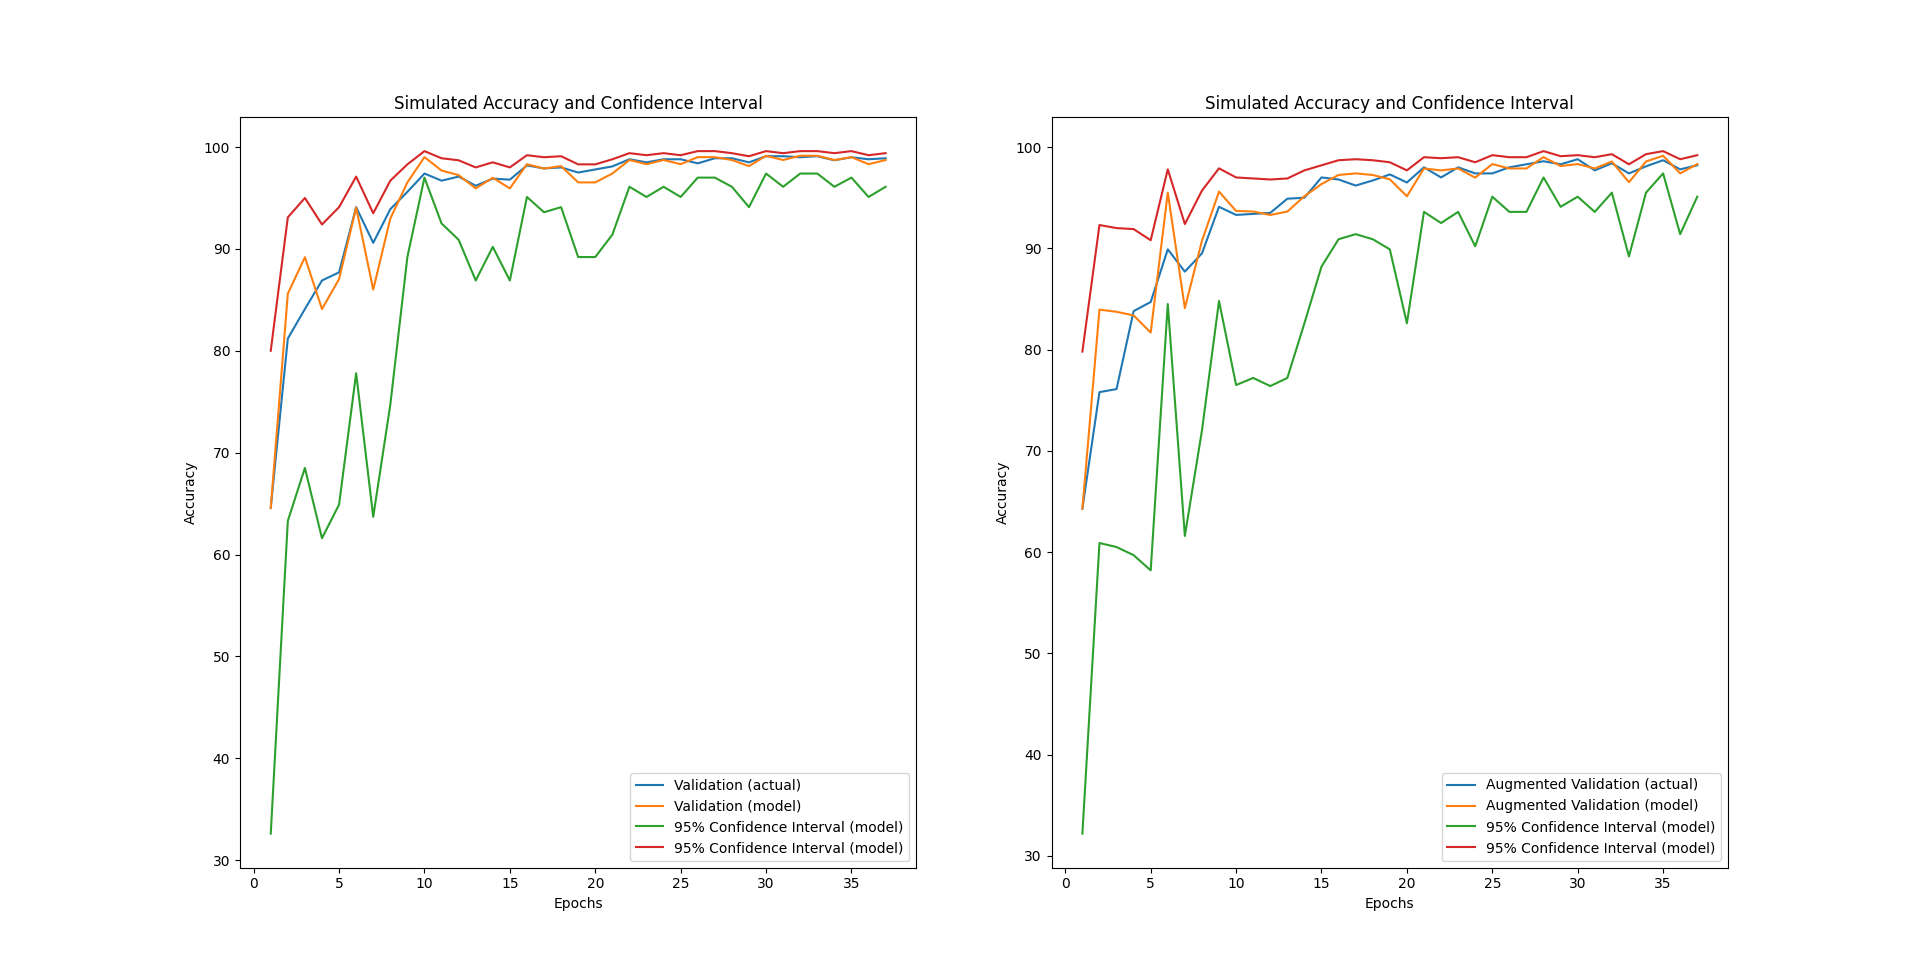 Simulated Accuracy and Confidence Interval
Accuracy
100
90
80
70
60
50
40
30
0 5 10 15 20 25 30 35
Epochs
Validation (actual)
Validation (model)
95% Confidence Interval (model)
95% Confidence Interval (model)
Simulated Accuracy and Confidence Interval
Accuracy
100
90
80
70
60
50
40
30
0 5 10 15 20 25 30 35
Epochs
Augmented Validation (actual)
Augmented Validation (model)
95% Confidence Interval (model)
95% Confidence Interval (model)